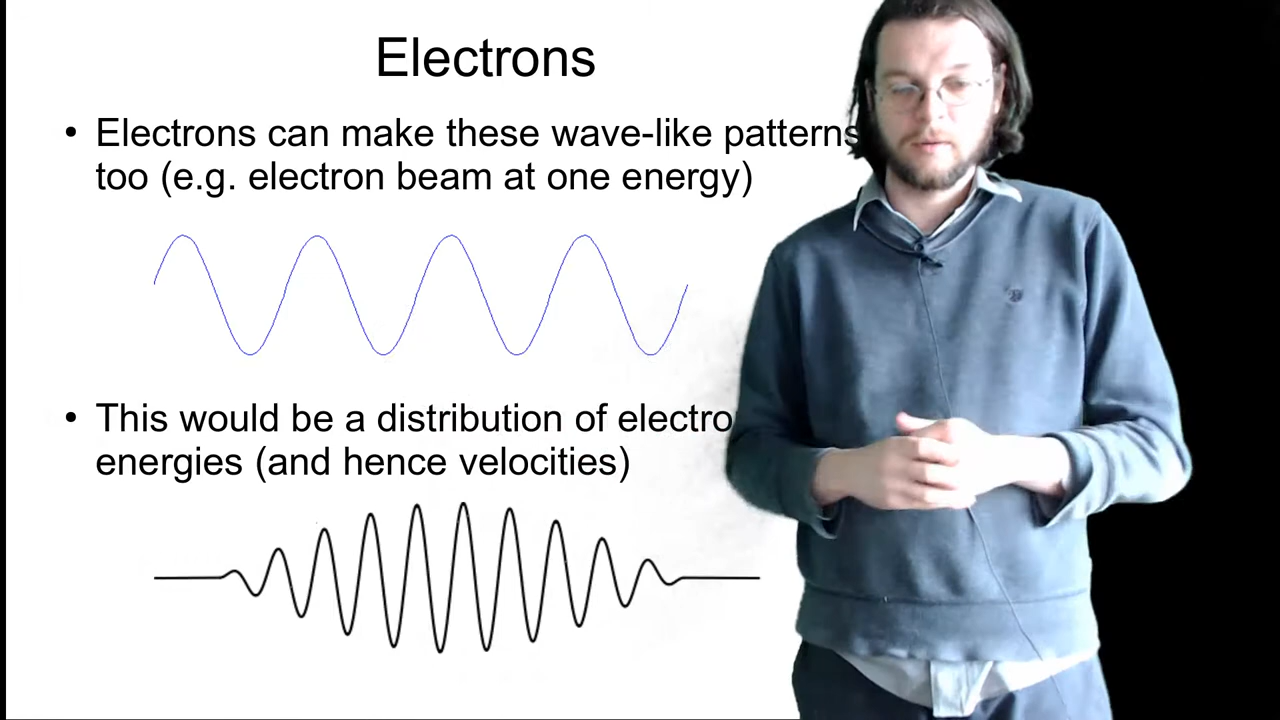 Electrons
• Electrons can make these wave-like patterns
too (e.g. electron beam at one energy)
• This would be a distribution of electro
energies (and hence velocities)